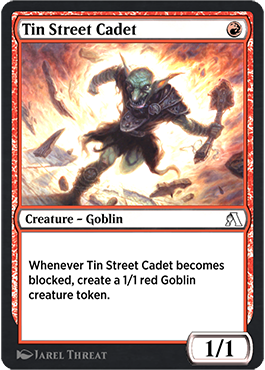 Tin Street Cadet
Creature – Goblin
Whenever Tin Street Cadet becomes
blocked, create a 1/1 red Goblin
creature token.
Jarel Threat
1/1